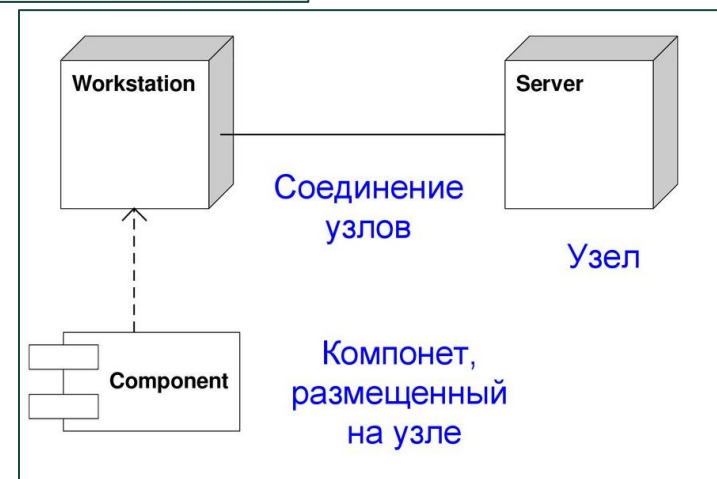 Workstation
Server
Соединение
узлов
Узел
Component
Компонет,
размещенный
на узле